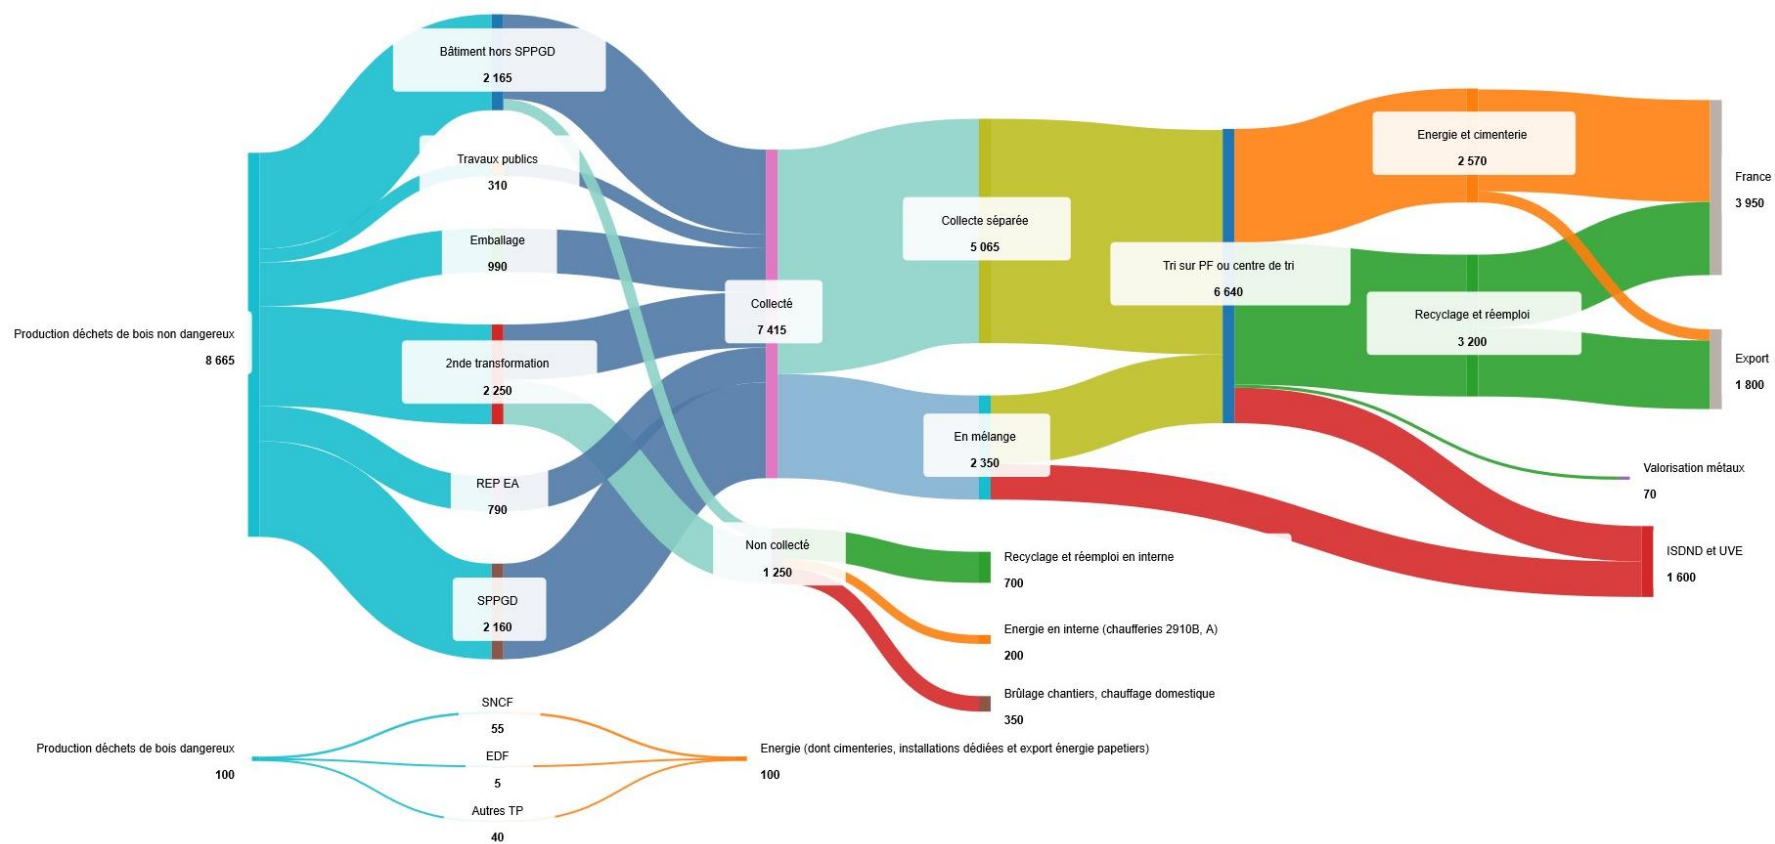 Bâtiment hors SPPGD
2 165
Travaux publics
310
Emballage
990
Production déchets de bois non dangereux
8 665
2nde transformation
2 250
REP EA
790
SPPGD
2 160
Collecté
7 415
Non collecté
1 250
Collecte séparée
5 065
En mélange
2 350
Recyclage et réemploi en interne
700
Energie en interne (chaufferies 2910B, A)
200
Brûlage chantiers, chauffage domestique
350
Tri sur PF ou centre de tri
6 640
Energie et cimenterie
2 570
Recyclage et réemploi
3 200
France
3 950
Export
1 800
Valorisation métaux
70
ISDND et UVE
1 600
Production déchets de bois dangereux
100
SNCF
55
EDF
5
Autres TP
40
Energie (dont cimenteries, installations dédiées et export énergie papetiers)
100